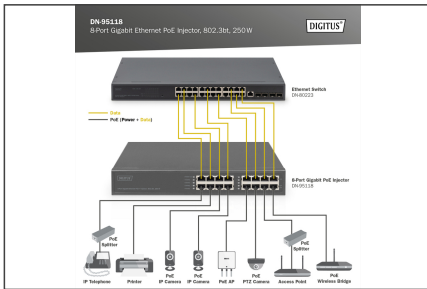 DN-95118
8-Port Gigabit Ethernet PoE Injector, 802.3bt, 250 W
DIGITUS®
Ethernet Switch
DN-80223
Data
PoE (Power + Data)
8-Port Gigabit PoE Injector
DN-95118
PoE
Splitter
PoE
Splitter
IP Telephone
Printer
PoE
IP Camera
PoE
IP Camera
PoE AP
PoE
PTZ Camera
Access Point
PoE
Wireless Bridge